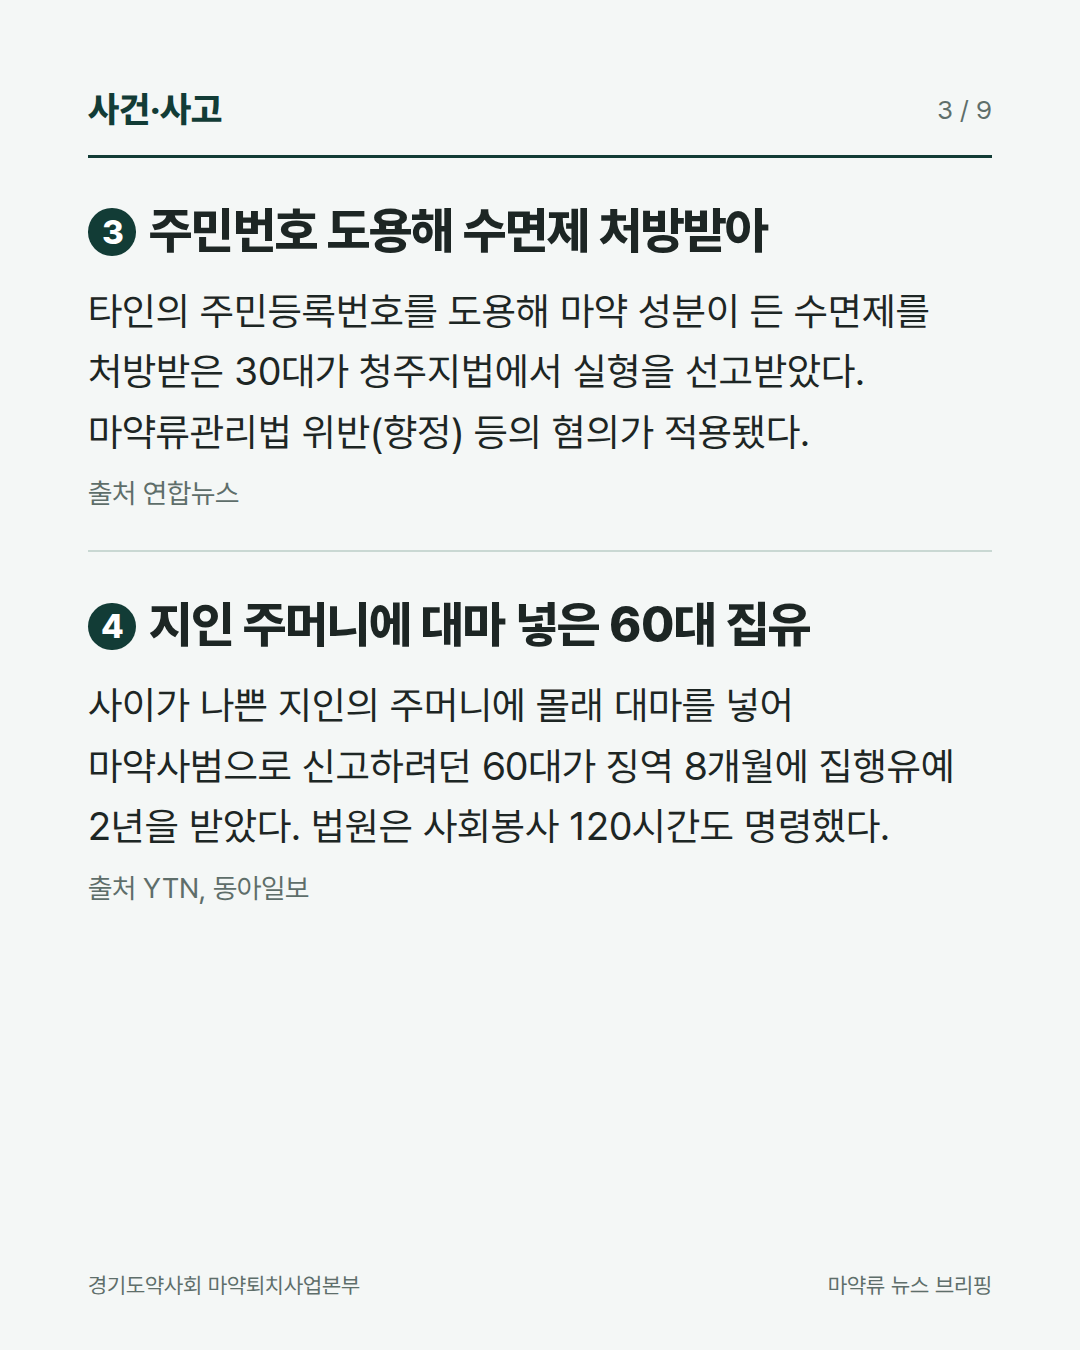 사건·사고
3 / 9
3 주민번호 도용해 수면제 처방받아
타인의 주민등록번호를 도용해 마약 성분이 든 수면제를
처방받은 30대가 청주지법에서 실형을 선고받았다.
마약류관리법 위반(향정) 등의 혐의가 적용됐다.
출처 연합뉴스
4 지인 주머니에 대마 넣은 60대 집유
사이가 나쁜 지인의 주머니에 몰래 대마를 넣어
마약사범으로 신고하려던 60대가 징역 8개월에 집행유예
2년을 받았다. 법원은 사회봉사 120시간도 명령했다.
출처 YTN, 동아일보
경기도약사회 마약퇴치사업본부
마약류 뉴스 브리핑